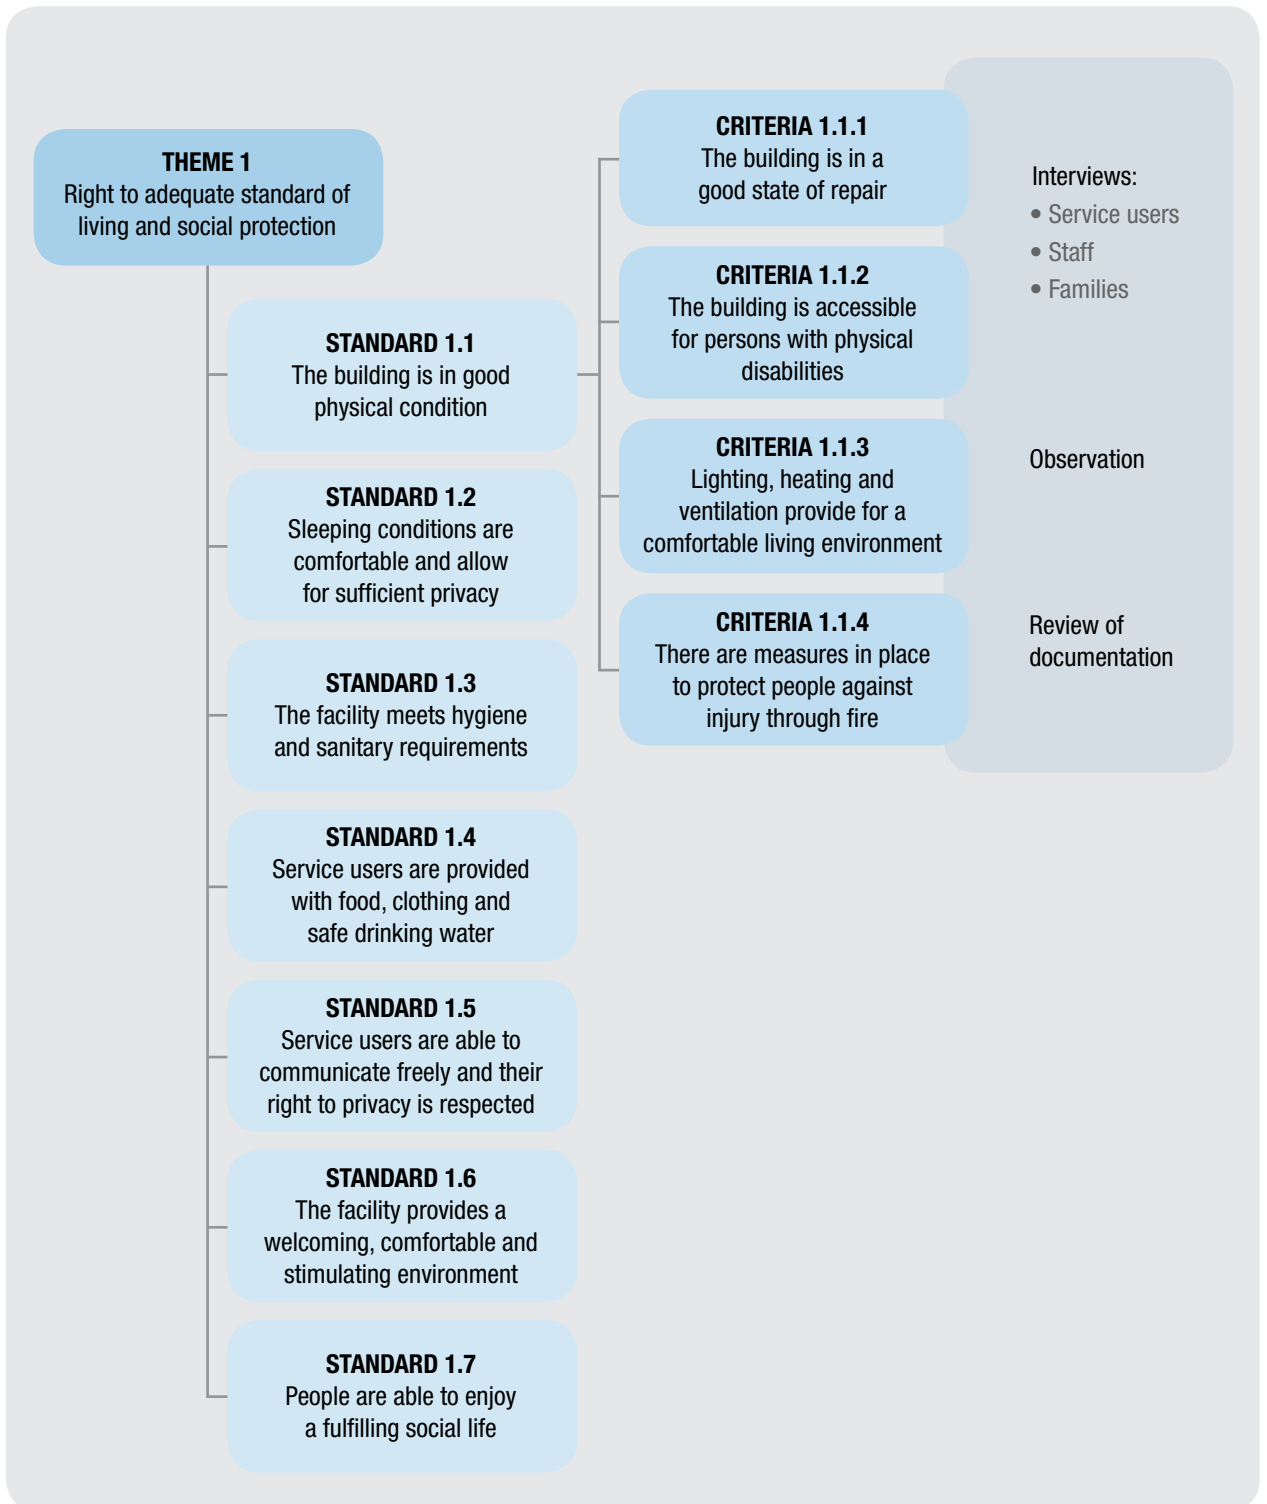 THEME 1
Right to adequate standard of
living and social protection
STANDARD 1.1
The building is in good
physical condition
STANDARD 1.2
Sleeping conditions are
comfortable and allow
for sufficient privacy
STANDARD 1.3
The facility meets hygiene
and sanitary requirements
STANDARD 1.4
Service users are provided
with food, clothing and
safe drinking water
STANDARD 1.5
Service users are able to
communicate freely and their
right to privacy is respected
STANDARD 1.6
The facility provides a
welcoming, comfortable and
stimulating environment
STANDARD 1.7
People are able to enjoy
a fulfilling social life
CRITERIA 1.1.1
The building is in a
good state of repair
CRITERIA 1.1.2
The building is accessible
for persons with physical
disabilities
CRITERIA 1.1.3
Lighting, heating and
ventilation provide for a
comfortable living environment
CRITERIA 1.1.4
There are measures in place
to protect people against
injury through fire
Interviews:
• Service users
• Staff
• Families
Observation
Review of
documentation